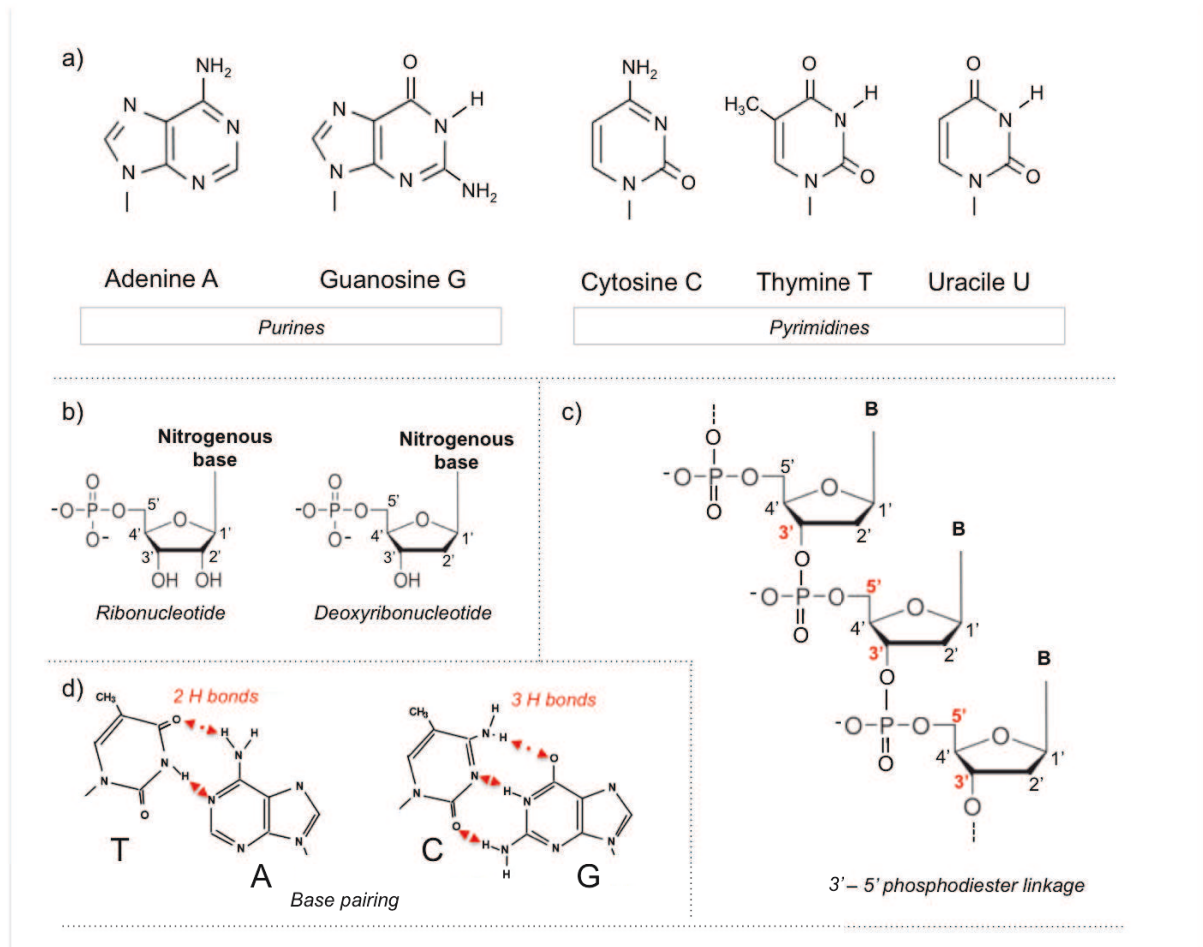 a)
NH2
N
N
N
N
Adenine A
O
N
N
H
N
N
NH2
Guanosine G
NH2
N
N
O
Cytosine C
O
H3C
N
H
N
O
Thymine T
O
N
H
N
O
Uracile U
Purines
Pyrimidines
b)
Nitrogenous
base
O
-O-P-O
O-
5'
O
4'
1'
3'
2'
OH OH
Ribonucleotide
Nitrogenous
base
O
-O-P-O
O-
5'
O
4'
1'
3'
2'
OH
Deoxyribonucleotide
c)
B
O
-O-P-O
O
5'
O
4'
1'
3'
2'
O
B
-O-P-O
O
5'
O
4'
1'
3'
2'
O
B
-O-P-O
O
5'
O
4'
1'
3'
2'
O
3' – 5' phosphodiester linkage
d)
2 H bonds
CH3
O
H H
N
N H
N
N
O
N
N
N
T
A
3 H bonds
CH3
H
N H
O
N
H N
N
N
O
H N
H
N
N
C
G
Base pairing